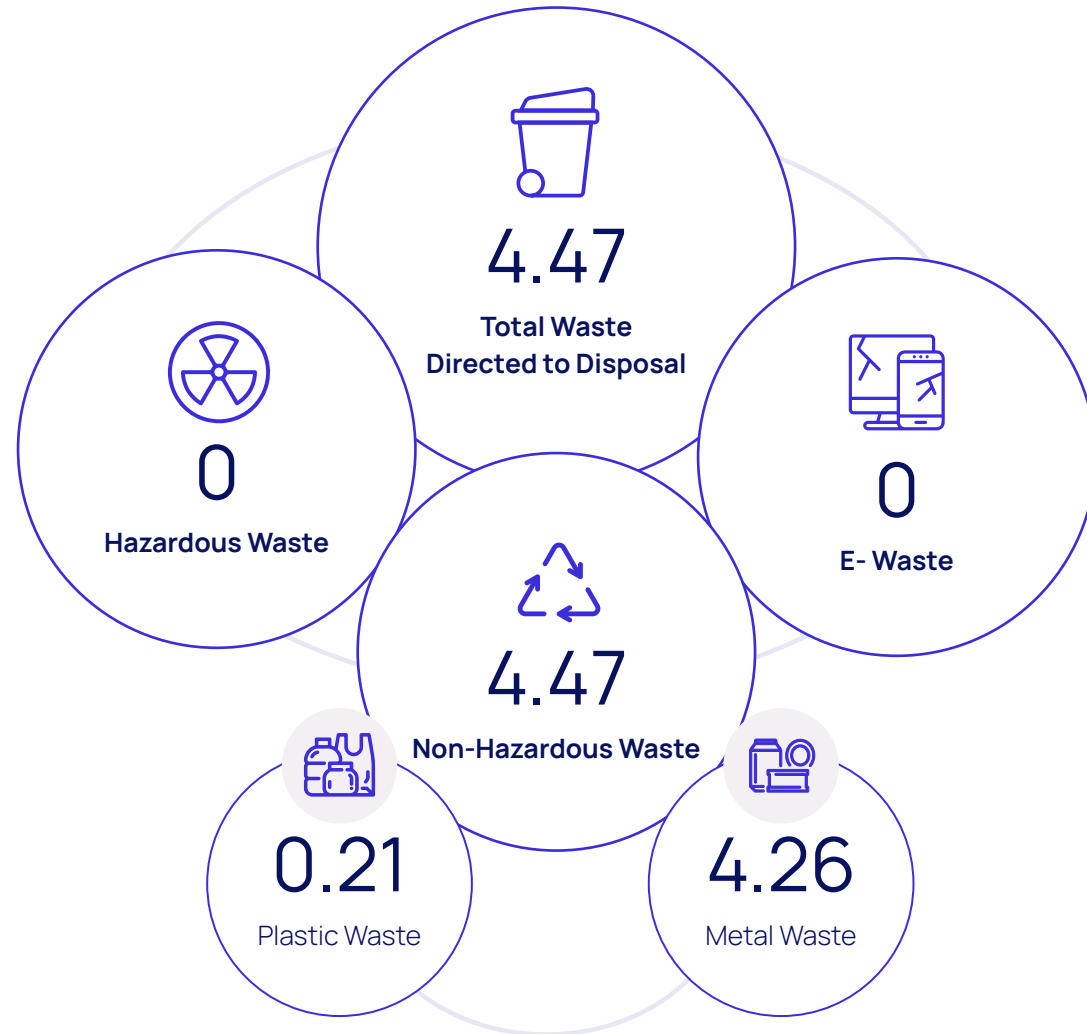 4.47
Total Waste
Directed to Disposal
0
Hazardous Waste
0
E- Waste
4.47
Non-Hazardous Waste
0.21
Plastic Waste
4.26
Metal Waste